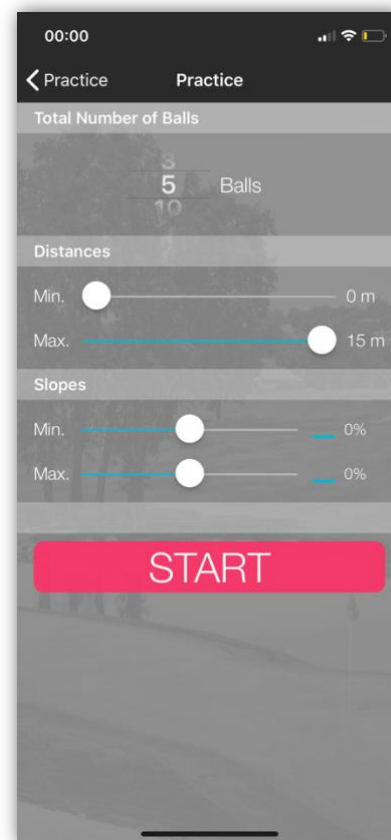 00:00
Practice Practice
Total Number of Balls
3
5 Balls
10
Distances
Min. 0 m
Max. 15 m
Slopes
Min. 0%
Max. 0%
START